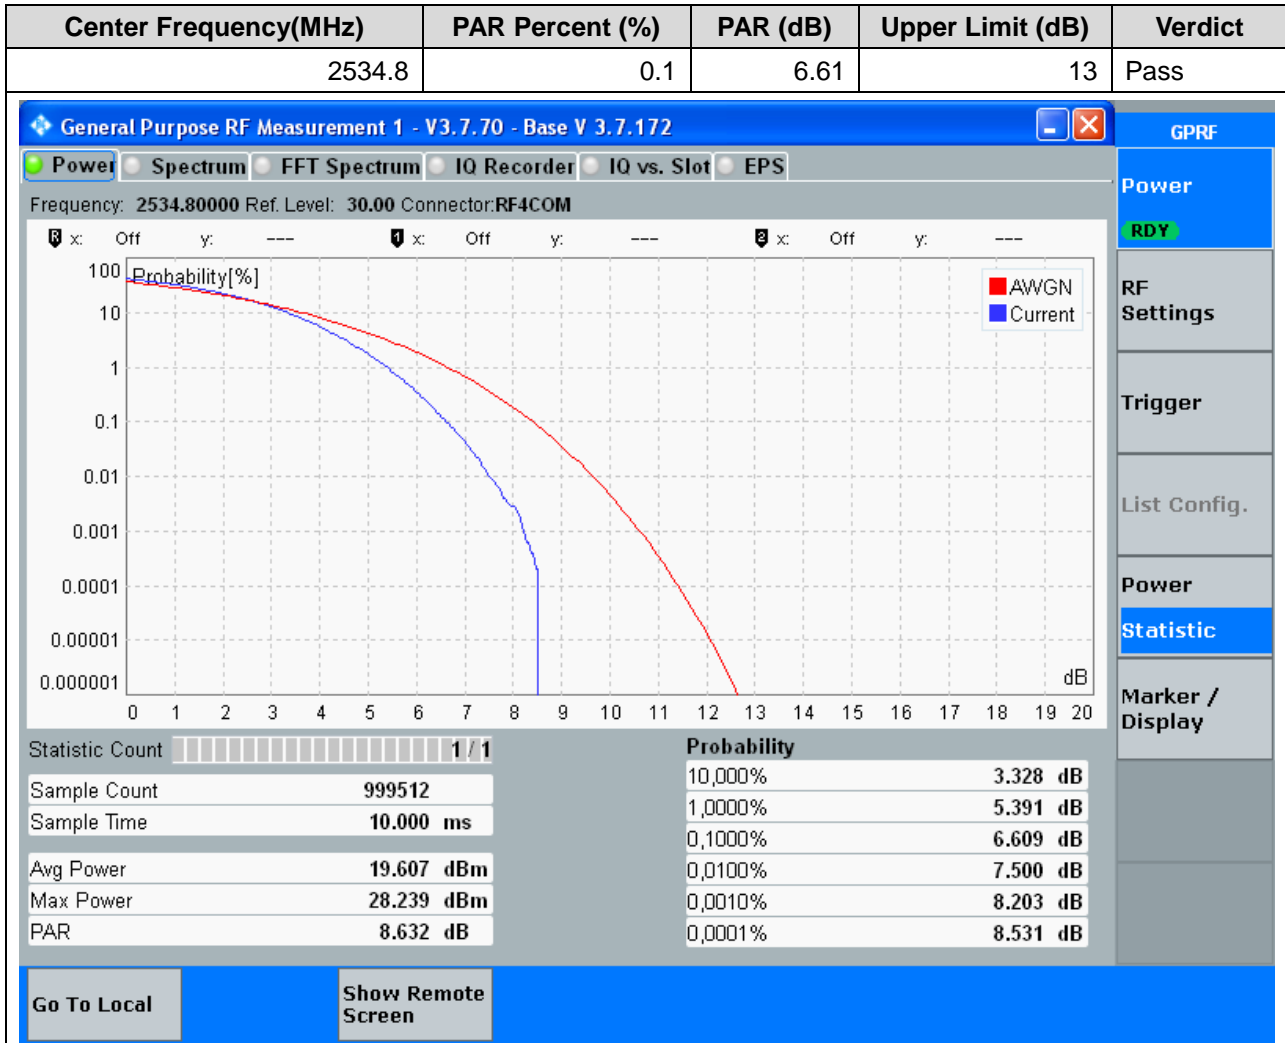 Center Frequency(MHz) PAR Percent (%) PAR (dB) Upper Limit (dB) Verdict
2534.8 0.1 6.61 13 Pass
General Purpose RF Measurement 1 - V3.7.70 - Base V 3.7.172
GPRF
Power Spectrum FFT Spectrum IQ Recorder IQ vs. Slot EPS
Frequency: 2534.80000 Ref. Level: 30.00 Connector:RF4COM
R x: Off y: --- 1 x: Off y: --- 2 x: Off y: ---
Probability[%]
AWGN
Current
100
10
1
0.1
0.01
0.001
0.0001
0.00001
0.000001
dB
0 1 2 3 4 5 6 7 8 9 10 11 12 13 14 15 16 17 18 19 20
Statistic Count 1 / 1
Sample Count 999512
Sample Time 10.000 ms
Avg Power 19.607 dBm
Max Power 28.239 dBm
PAR 8.632 dB
Probability
10,000% 3.328 dB
1,0000% 5.391 dB
0,1000% 6.609 dB
0,0100% 7.500 dB
0,0010% 8.203 dB
0,0001% 8.531 dB
Power
RDY
RF
Settings
Trigger
List Config.
Power
Statistic
Marker /
Display
Go To Local
Show Remote
Screen